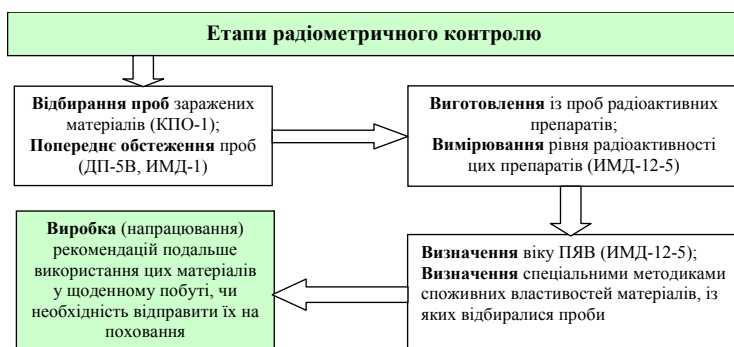 Етапи радіометричного контролю
Відбирання проб заражених
матеріалів (КПО-1);
Попереднє обстеження проб
(ДП-5В, ИМД-1)
Виготовлення із проб радіоактивних
препаратів;
Вимірювання рівня радіоактивності
цих препаратів (ИМД-12-5)
Визначення віку ПЯВ (ИМД-12-5);
Визначення спеціальними методиками
споживних властивостей матеріалів, із
яких відбиралися проби
Виробка (напрацювання)
рекомендацій подальше
використання цих матеріалів
у щоденному побуті, чи
необхідність відправити їх на
поховання